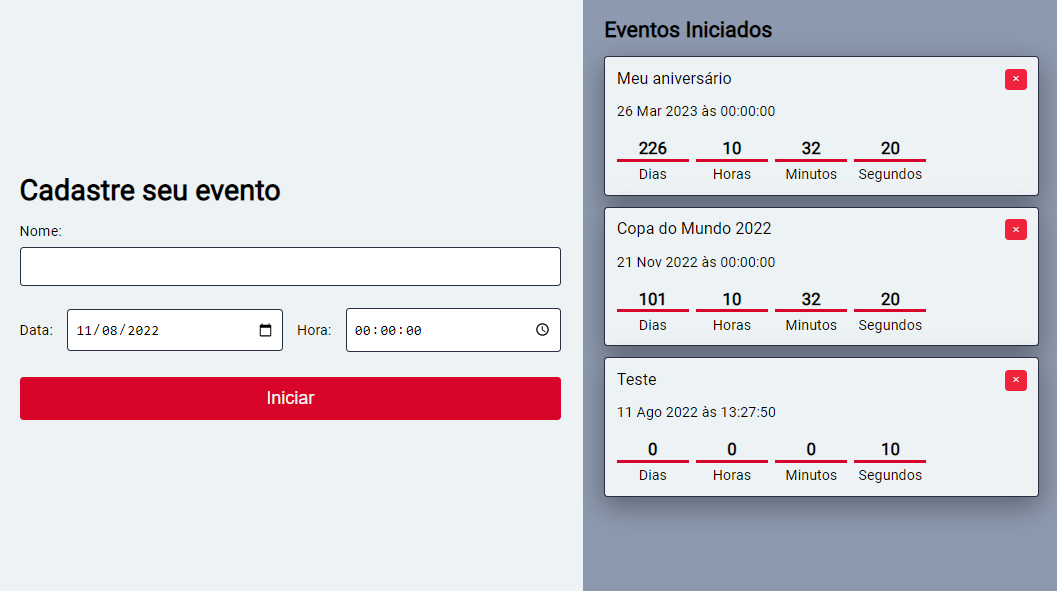 Cadastre seu evento
Nome:
Data: 11/08/2022 Hora: 00:00:00
Iniciar
Eventos Iniciados
Meu aniversário ×
26 Mar 2023 às 00:00:00
226 10 32 20
Dias Horas Minutos Segundos
Copa do Mundo 2022 ×
21 Nov 2022 às 00:00:00
101 10 32 20
Dias Horas Minutos Segundos
Teste ×
11 Ago 2022 às 13:27:50
0 0 0 10
Dias Horas Minutos Segundos